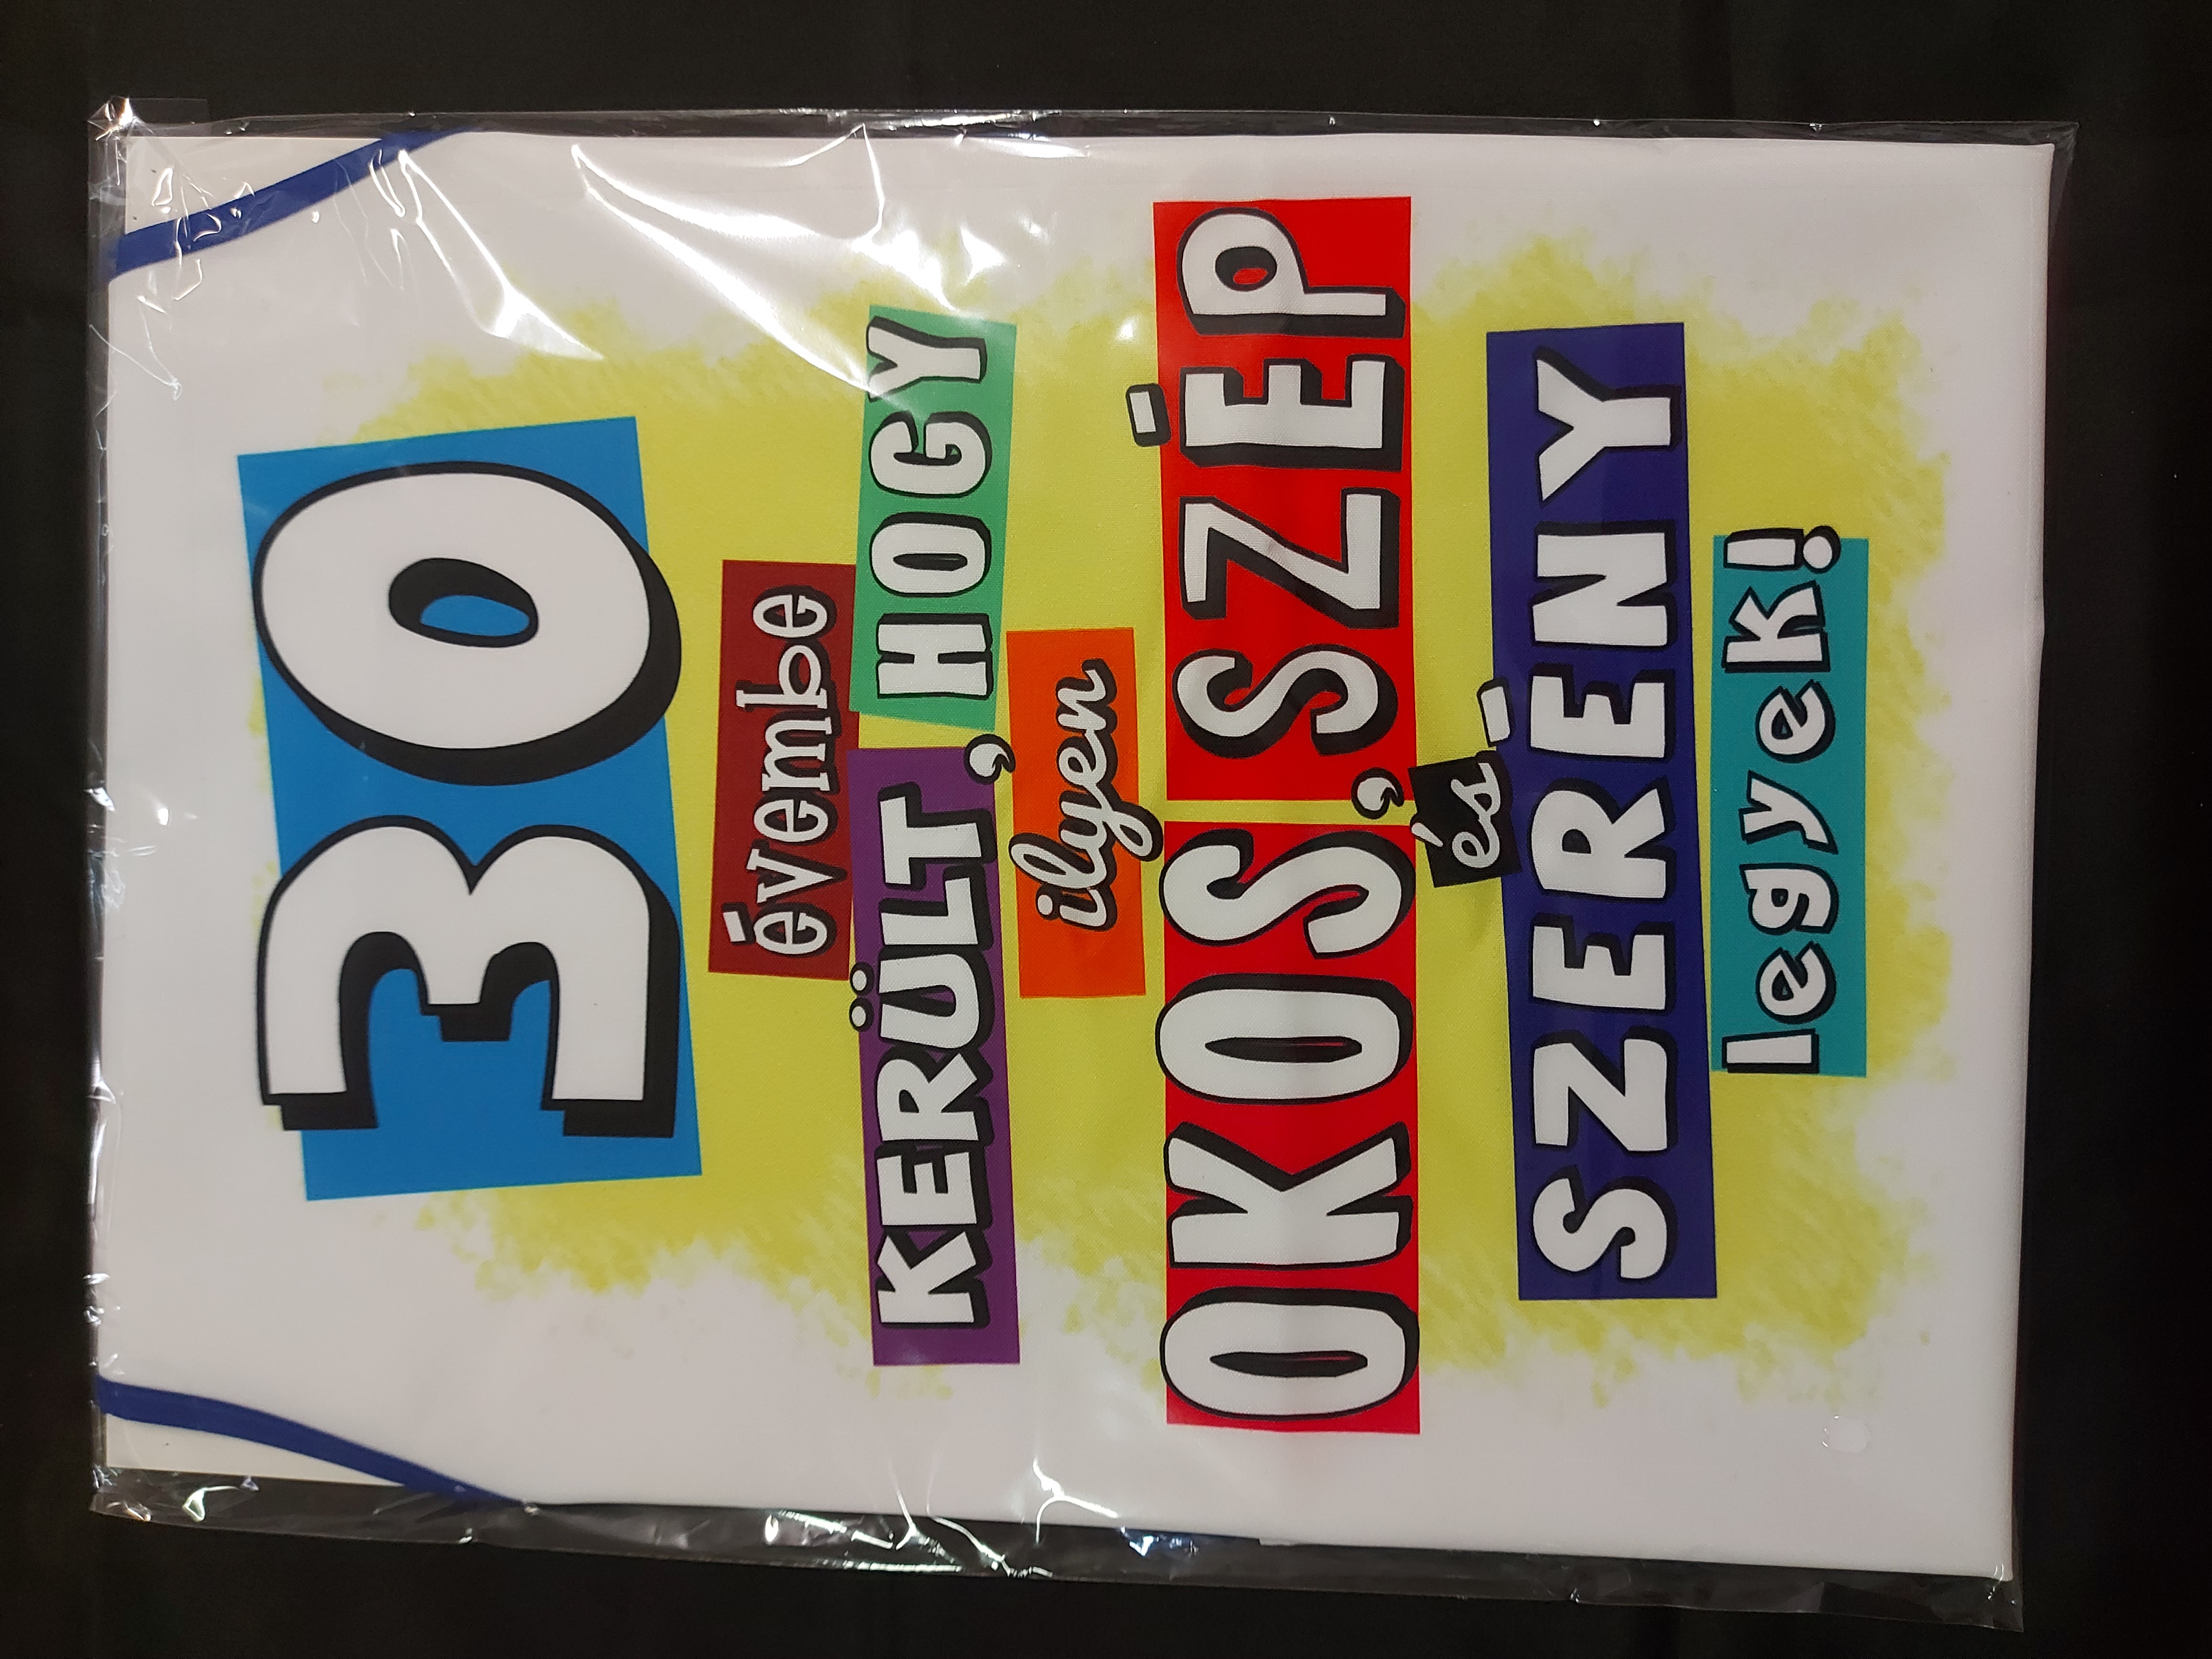 30
évembe
KERÜLT, HOGY
ilyen
OKOS, SZÉP
és
SZERÉNY
legyek!